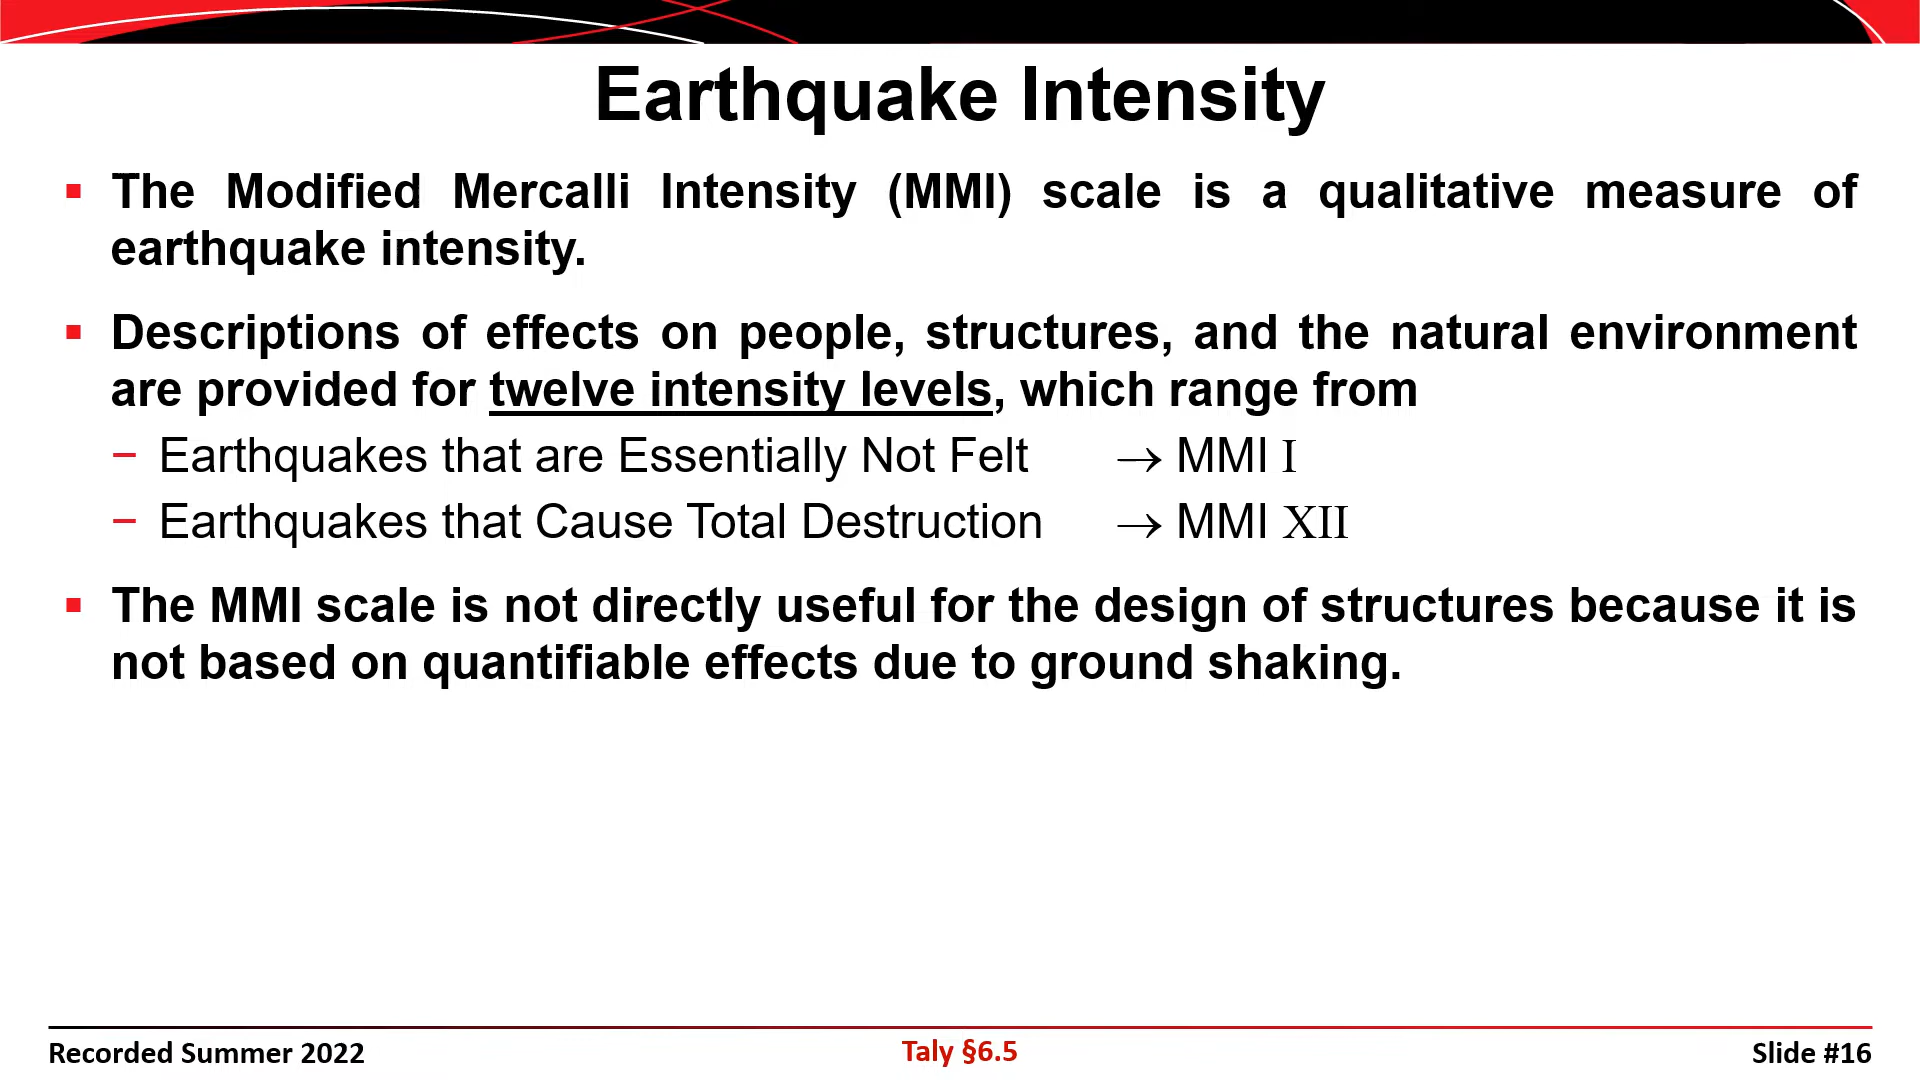 Earthquake Intensity
▪ The Modified Mercalli Intensity (MMI) scale is a qualitative measure of
earthquake intensity.
▪ Descriptions of effects on people, structures, and the natural environment
are provided for twelve intensity levels, which range from
− Earthquakes that are Essentially Not Felt → MMI I
− Earthquakes that Cause Total Destruction → MMI XII
▪ The MMI scale is not directly useful for the design of structures because it is
not based on quantifiable effects due to ground shaking.
Recorded Summer 2022 Taly §6.5 Slide #16